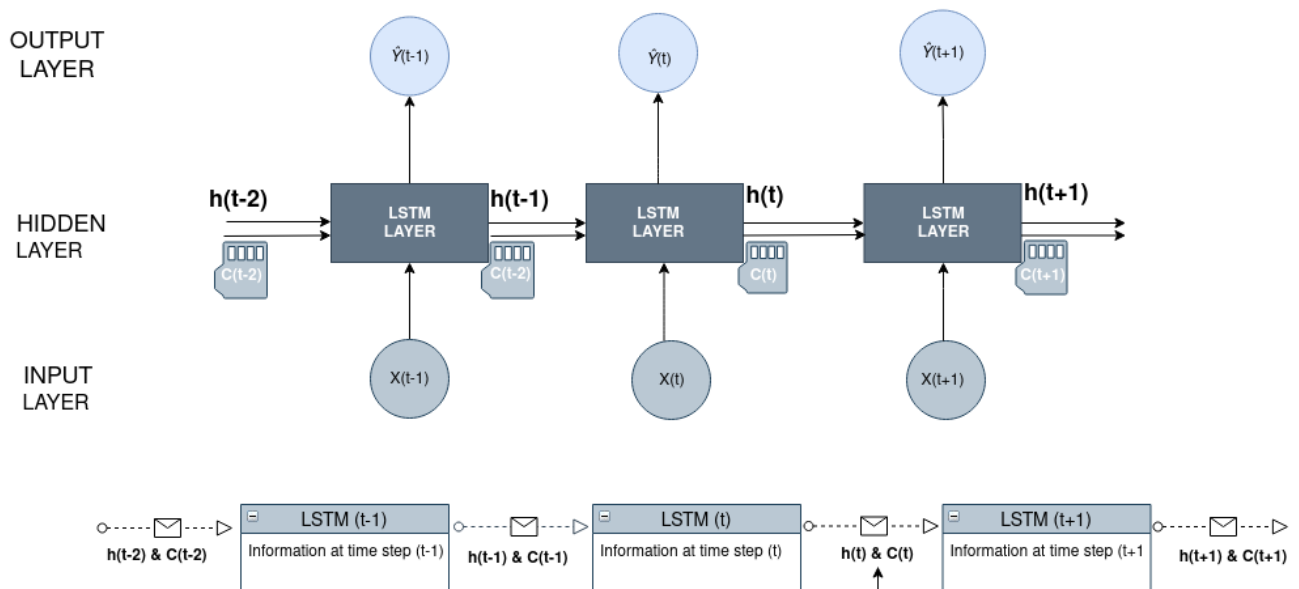 OUTPUT
LAYER
Ŷ(t-1)
Ŷ(t)
Ŷ(t+1)
h(t-2)
h(t-1)
h(t)
h(t+1)
HIDDEN
LAYER
LSTM
LAYER
LSTM
LAYER
LSTM
LAYER
C(t-2)
C(t-2)
C(t)
C(t+1)
INPUT
LAYER
X(t-1)
X(t)
X(t+1)
LSTM (t-1)
LSTM (t)
LSTM (t+1)
h(t-2) & C(t-2)
Information at time step (t-1)
h(t-1) & C(t-1)
Information at time step (t)
h(t) & C(t)
Information at time step (t+1
h(t+1) & C(t+1)